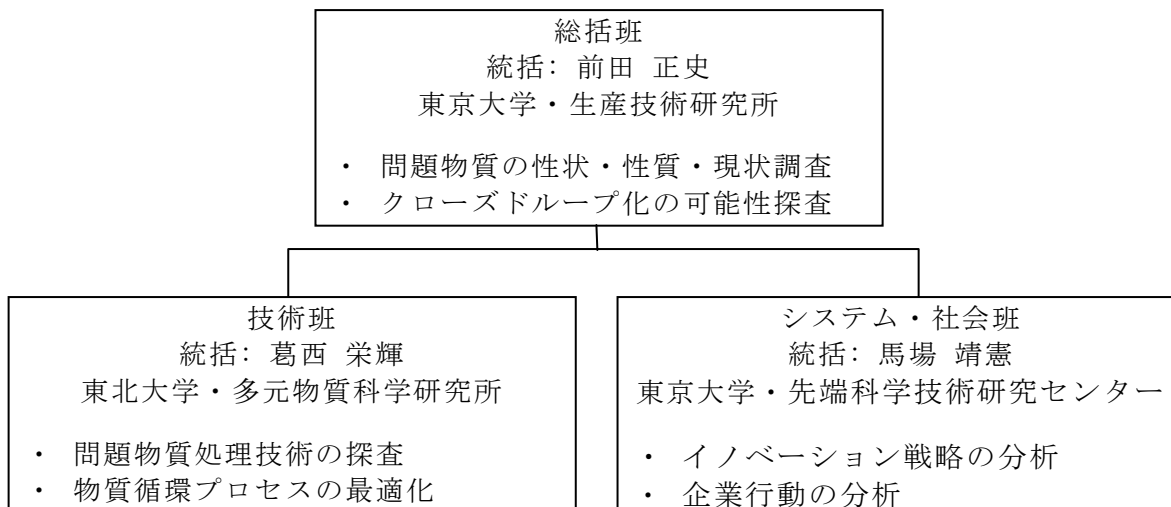 総括班
統括: 前田 正史
東京大学・生産技術研究所
・ 問題物質の性状・性質・現状調査
・ クローズドループ化の可能性探査
技術班
統括: 葛西 栄輝
東北大学・多元物質科学研究所
・ 問題物質処理技術の探査
・ 物質循環プロセスの最適化
システム・社会班
統括: 馬場 靖憲
東京大学・先端科学技術研究センター
・ イノベーション戦略の分析
・ 企業行動の分析